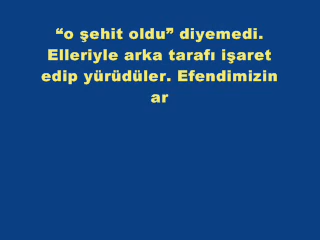 “o şehit oldu” diyemedi.
Elleriyle arka tarafı işaret
edip yürüdüler. Efendimizin
ar